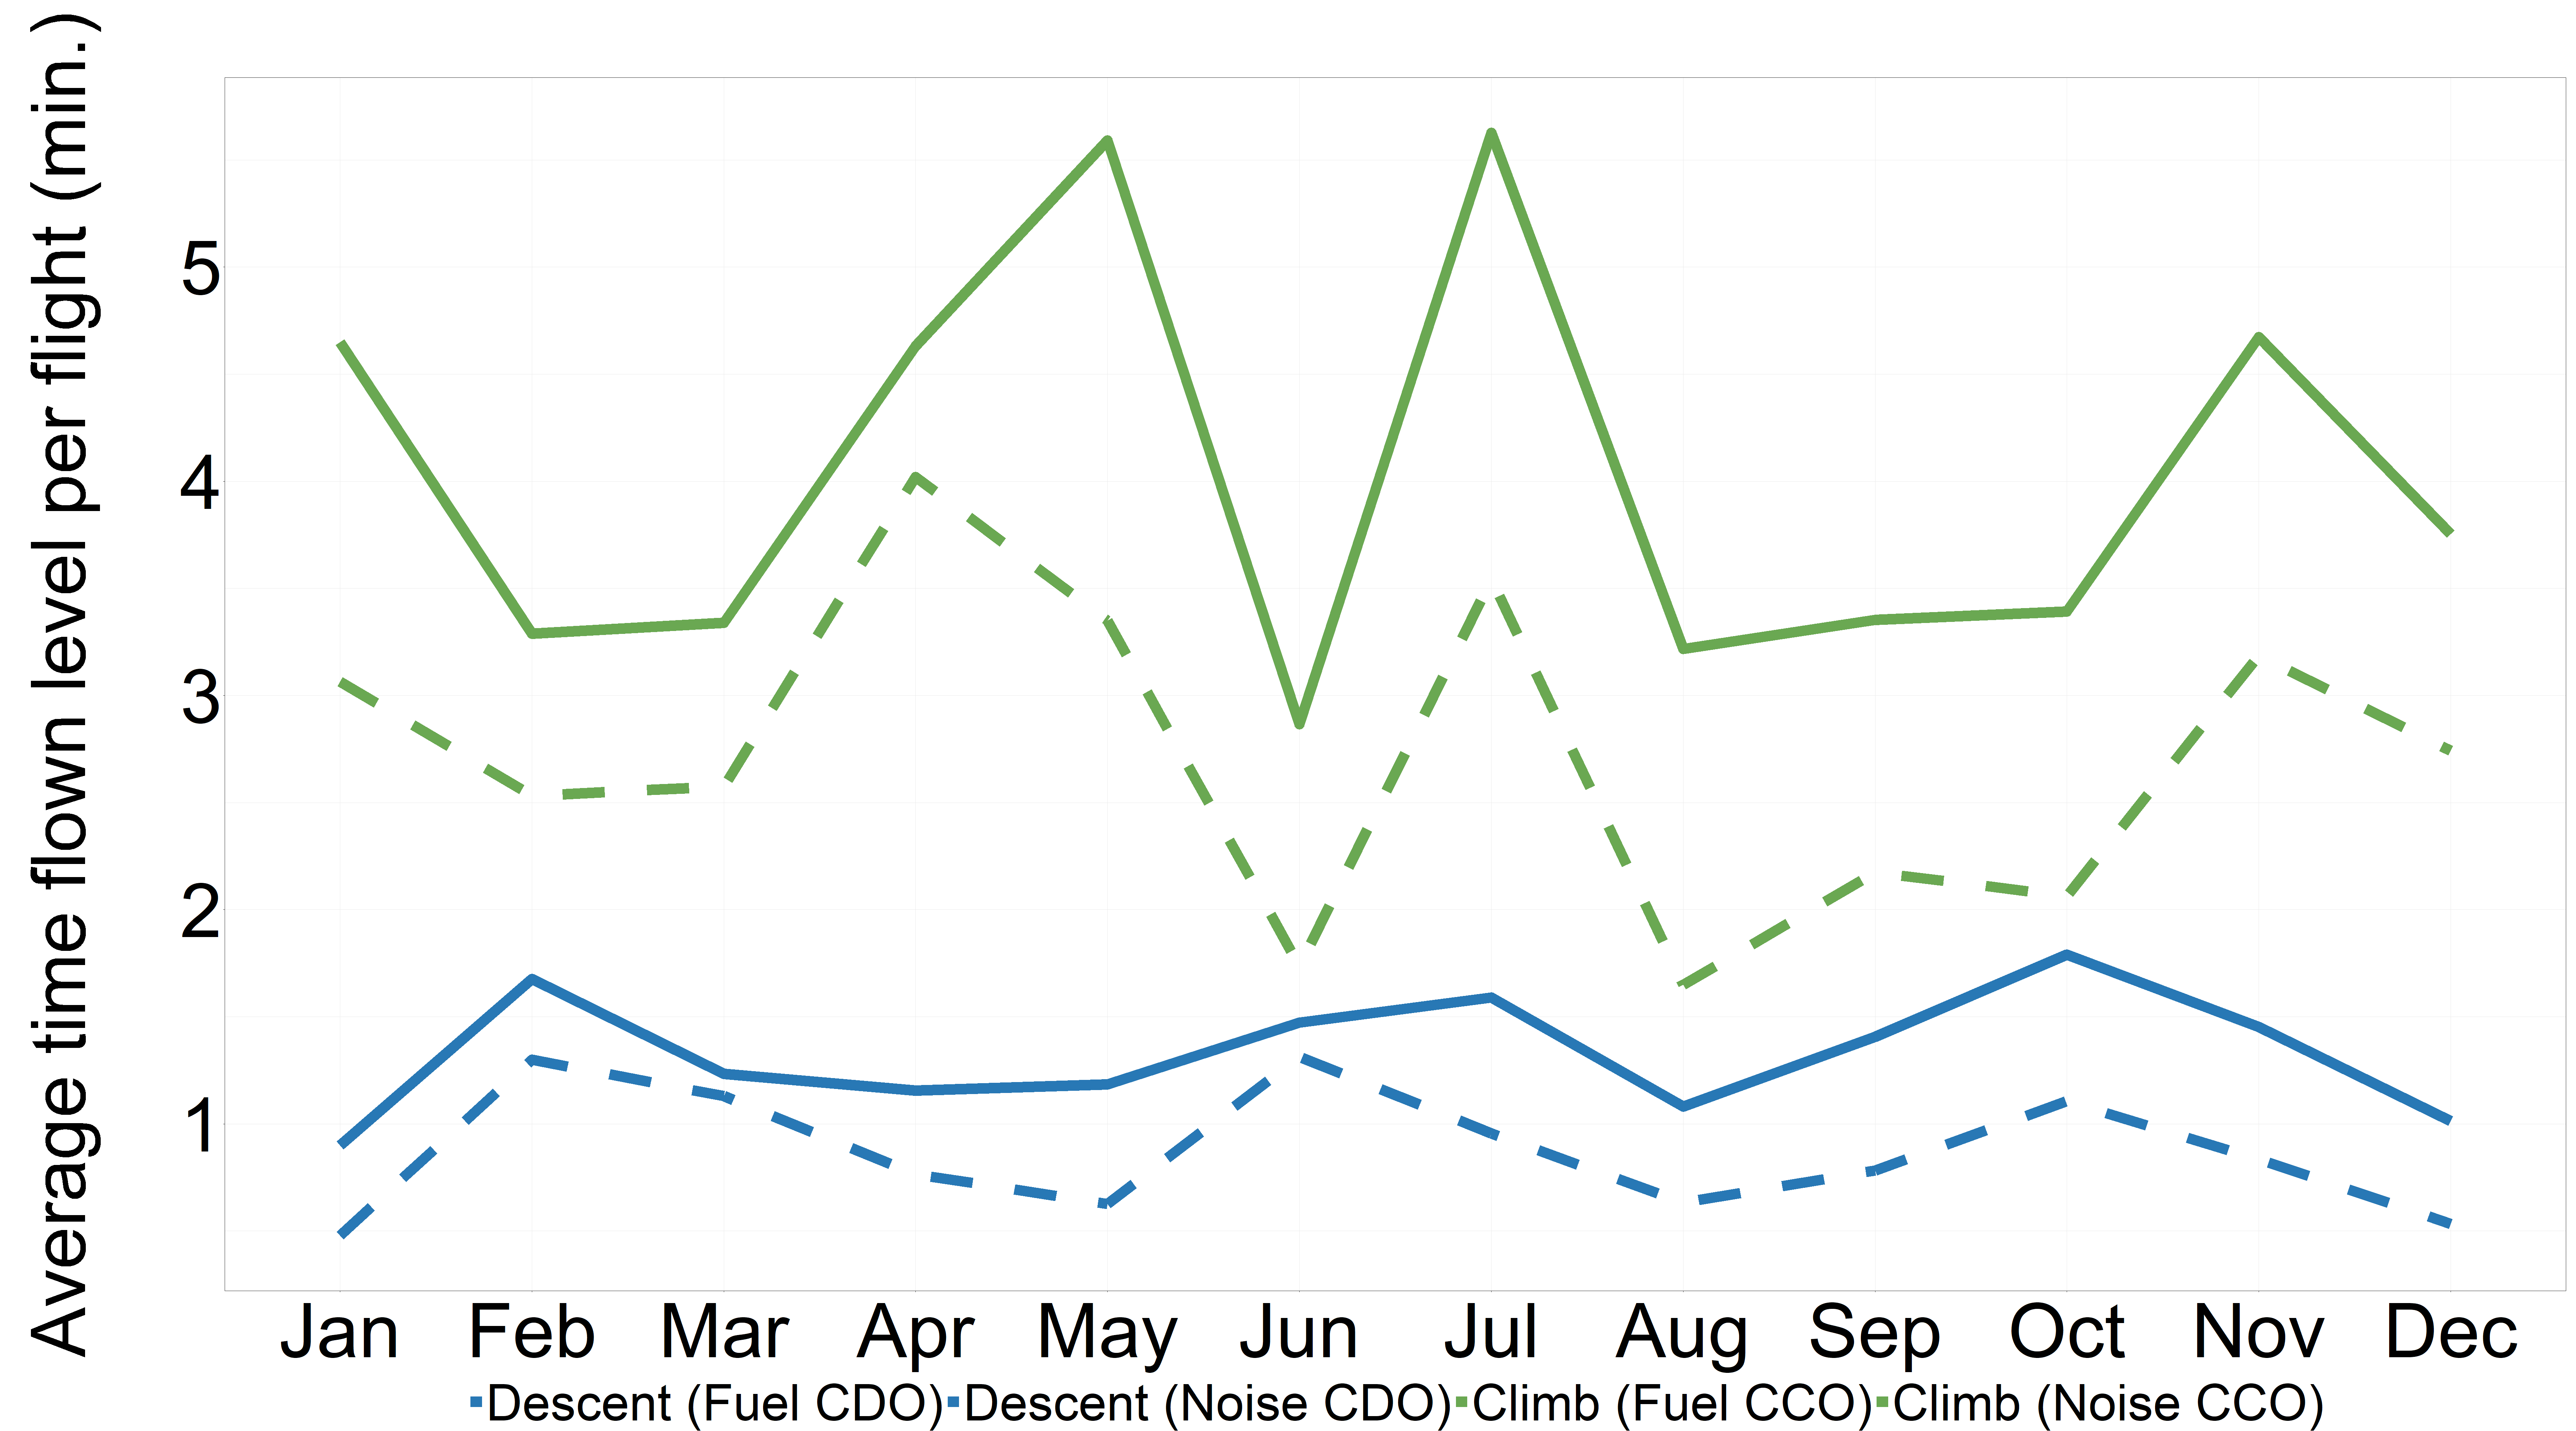 Average time flown level per flight (min.)
5
4
3
2
1
Jan Feb Mar Apr May Jun Jul Aug Sep Oct Nov Dec
Descent (Fuel CDO) Descent (Noise CDO) Climb (Fuel CCO) Climb (Noise CCO)